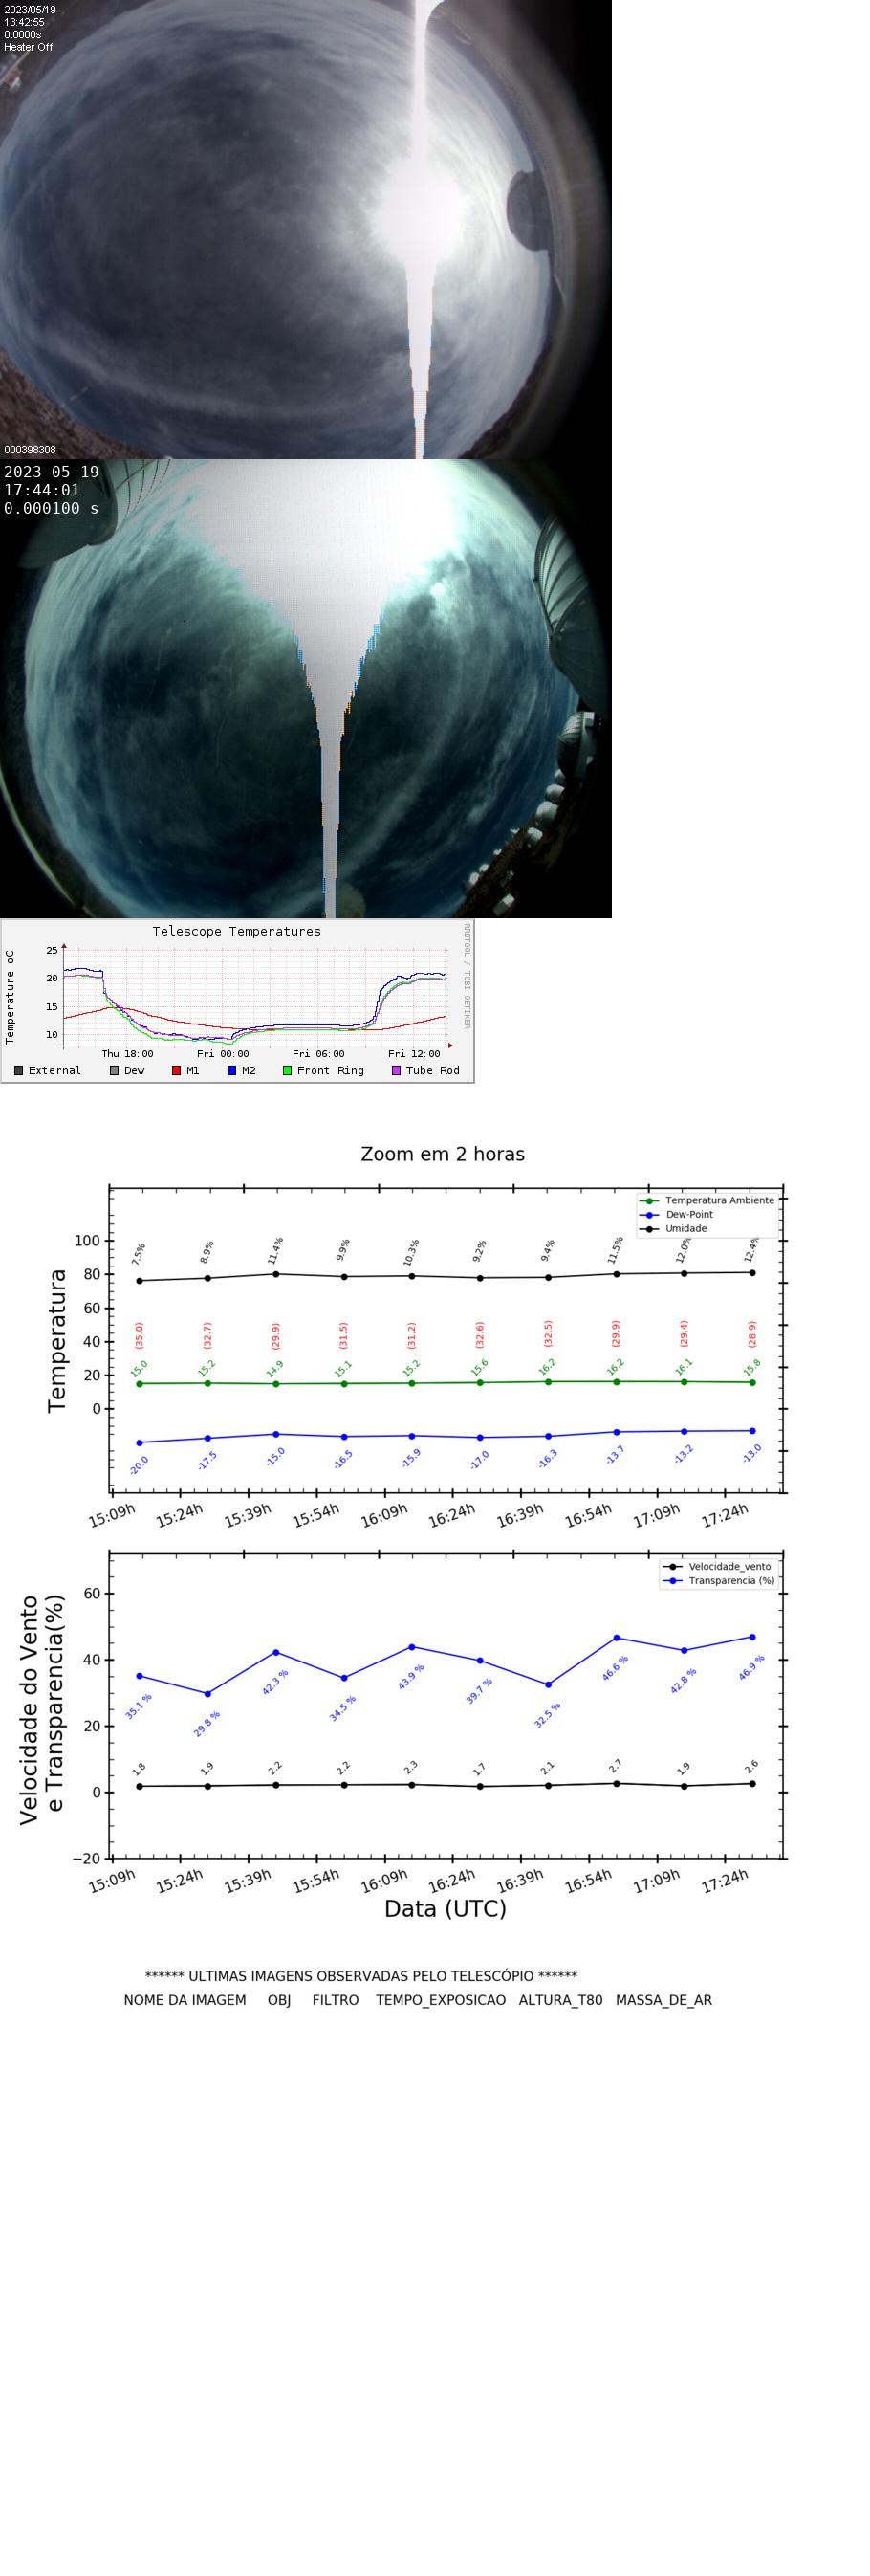 2023/05/19
13:42:55
0.0000s
Heater Off
000398308
2023-05-19
17:44:01
0.000100 s
Telescope Temperatures
RRDTOOL / TOBI OETIKER
Temperature oC
25
20
15
10
Thu 18:00 Fri 00:00 Fri 06:00 Fri 12:00
External Dew M1 M2 Front Ring Tube Rod
Zoom em 2 horas
Temperatura Ambiente
Dew-Point
Umidade
Temperatura
100
80
60
40
20
0
7.5% 8.9% 11.4% 9.9% 10.3% 9.2% 9.4% 11.5% 12.0% 12.4%
(35.0) (32.7) (29.9) (31.5) (31.2) (32.6) (32.5) (29.9) (29.4) (28.9)
15.0 15.2 14.9 15.1 15.2 15.6 16.2 16.2 16.1 15.8
-20.0 -17.5 -15.0 -16.5 -15.9 -17.0 -16.3 -13.7 -13.2 -13.0
15:09h 15:24h 15:39h 15:54h 16:09h 16:24h 16:39h 16:54h 17:09h 17:24h
Velocidade_vento
Transparencia (%)
Velocidade do Vento
e Transparencia(%)
60
40
20
0
−20
35.1 % 29.8 % 42.3 % 34.5 % 43.9 % 39.7 % 32.5 % 46.6 % 42.8 % 46.9 %
1.8 1.9 2.2 2.2 2.3 1.7 2.1 2.7 1.9 2.6
15:09h 15:24h 15:39h 15:54h 16:09h 16:24h 16:39h 16:54h 17:09h 17:24h
Data (UTC)
****** ULTIMAS IMAGENS OBSERVADAS PELO TELESCÓPIO ******
NOME DA IMAGEM OBJ FILTRO TEMPO_EXPOSICAO ALTURA_T80 MASSA_DE_AR